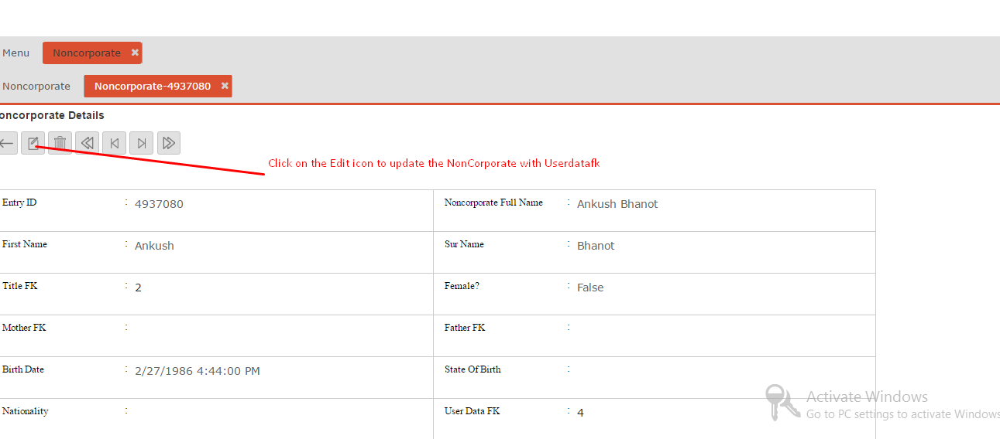 Menu Noncorporate
Noncorporate Noncorporate-4937080
oncorporate Details
Click on the Edit icon to update the NonCorporate with Userdatafk
Entry ID : 4937080 Noncorporate Full Name : Ankush Bhanot
First Name : Ankush Sur Name : Bhanot
Title FK : 2 Female? : False
Mother FK : Father FK :
Birth Date : 2/27/1986 4:44:00 PM State Of Birth :
Nationality : User Data FK : 4
Activate Windows
Go to PC settings to activate Windows